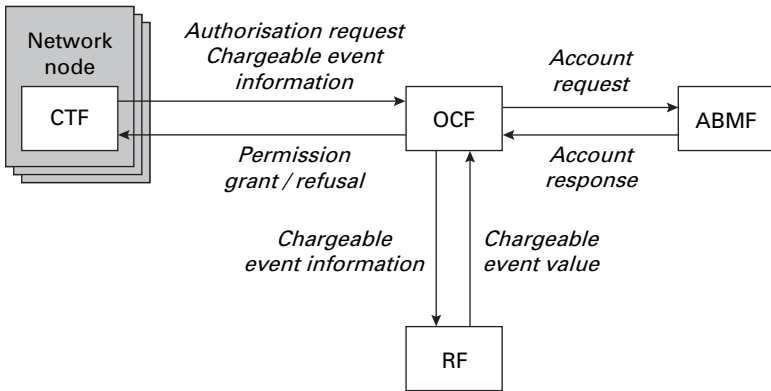 Network
node
CTF
Authorisation request
Chargeable event
information
Permission
grant / refusal
OCF
Account
request
Account
response
ABMF
Chargeable
event information
Chargeable
event value
RF